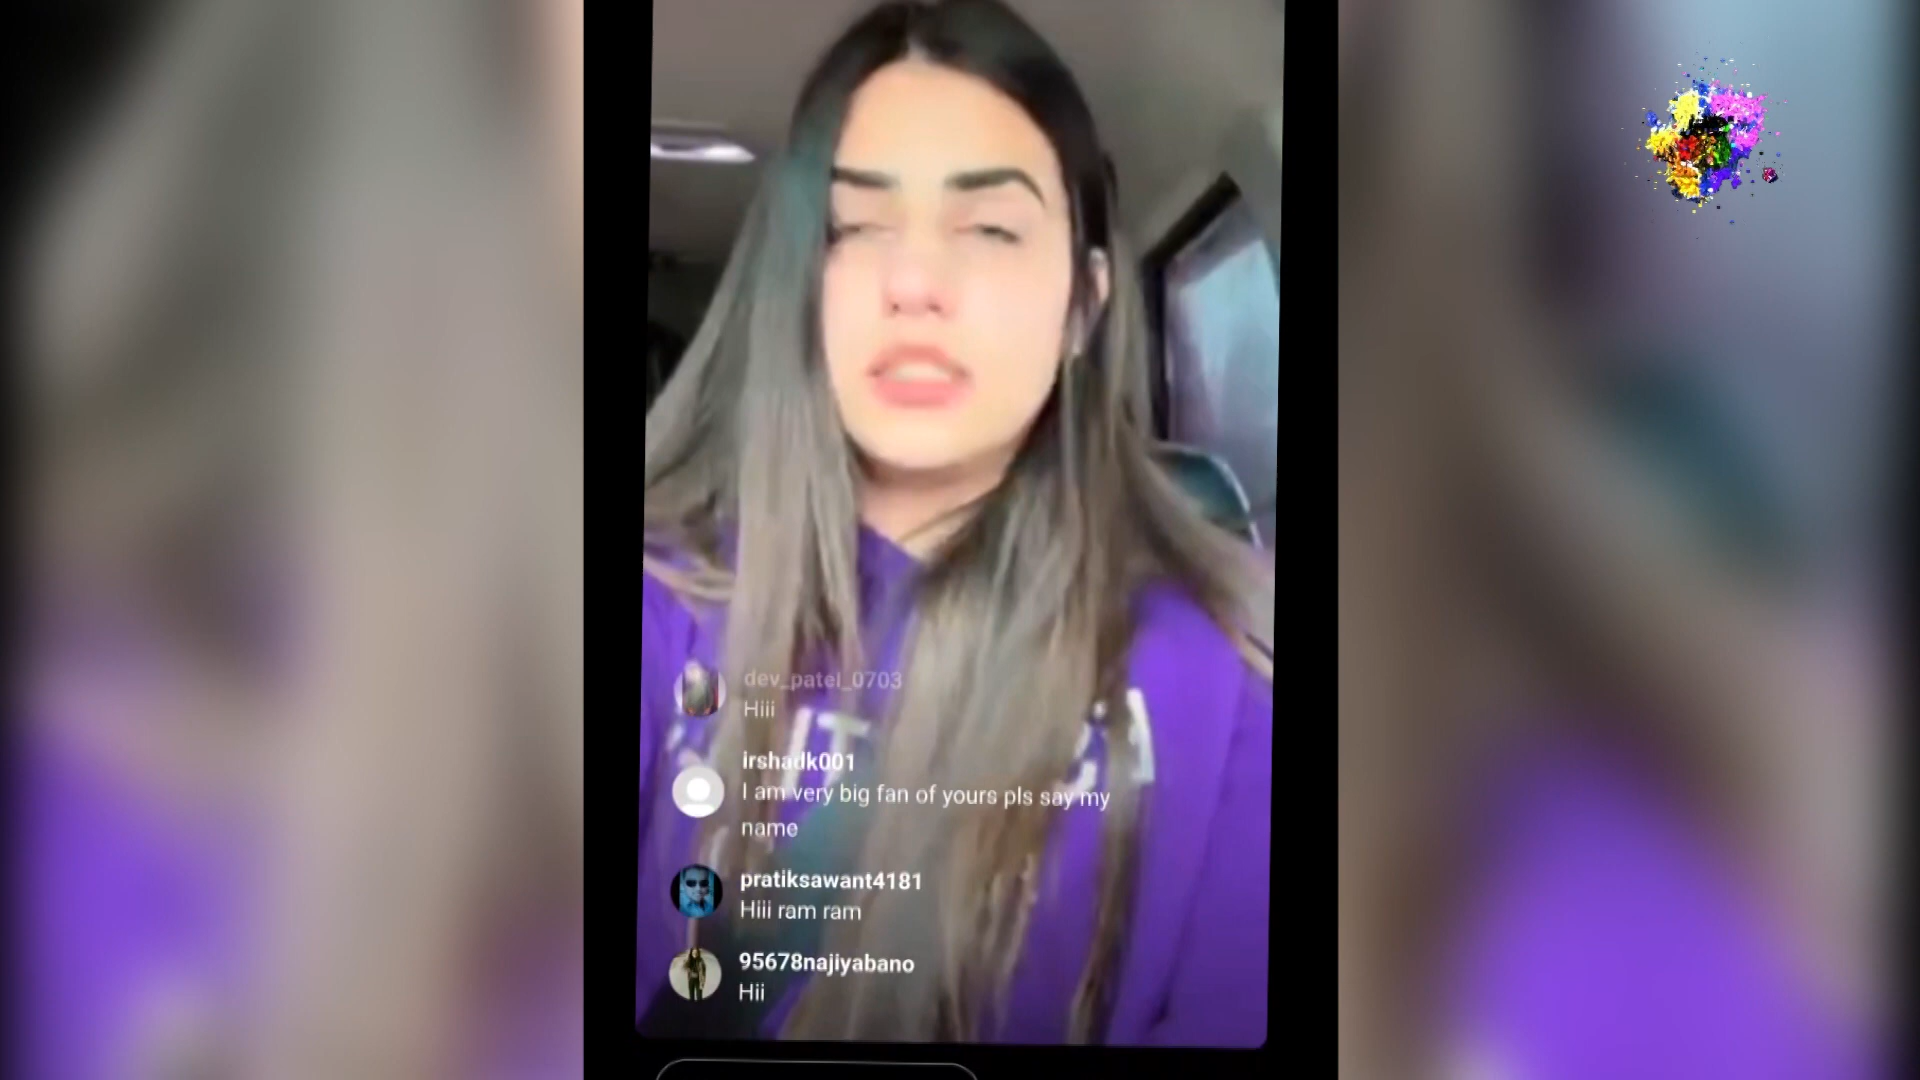 dev_patel_0703
Hiii
irshadk001
I am very big fan of yours pls say my
name
pratiksawant4181
Hiii ram ram
95678najiyabano
Hii